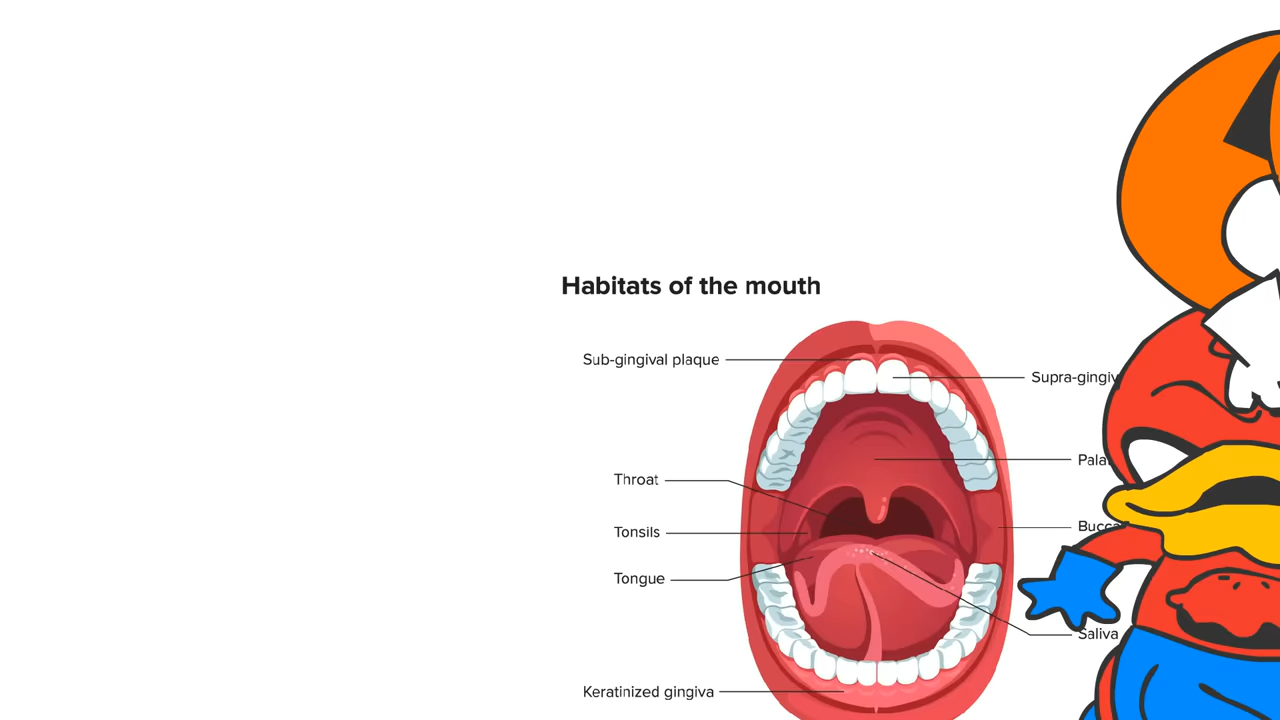 Habitats of the mouth
Sub-gingival plaque
Throat
Tonsils
Tongue
Keratinized gingiva
Saliva